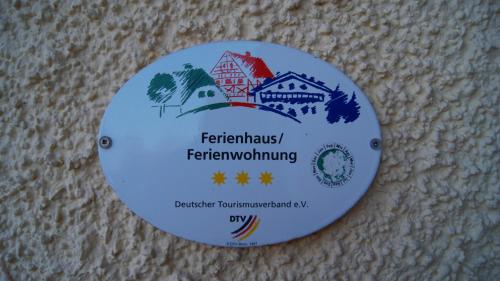 Ferienhaus/
Ferienwohnung
Deutscher Tourismusverband e.V.
DTV